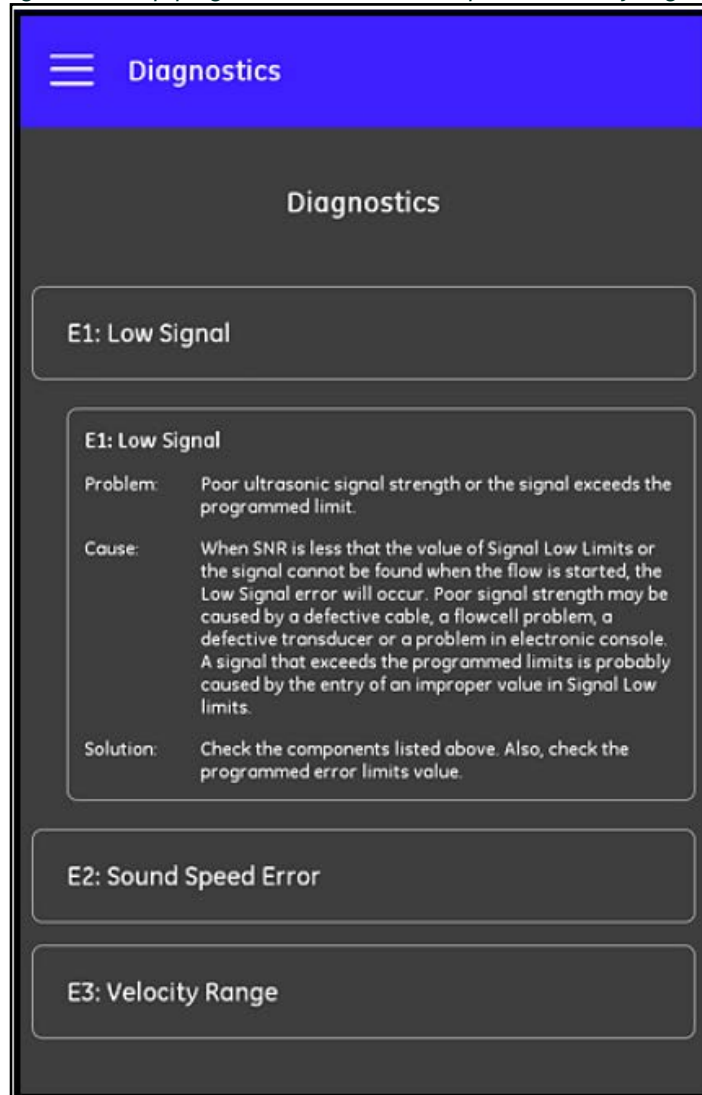 Diagnostics
Diagnostics
E1: Low Signal
E1: Low Signal
Problem: Poor ultrasonic signal strength or the signal exceeds the
programmed limit.
Cause: When SNR is less that the value of Signal Low Limits or
the signal cannot be found when the flow is started, the
Low Signal error will occur. Poor signal strength may be
caused by a defective cable, a flowcell problem, a
defective transducer or a problem in electronic console.
A signal that exceeds the programmed limits is probably
caused by the entry of an improper value in Signal Low
limits.
Solution: Check the components listed above. Also, check the
programmed error limits value.
E2: Sound Speed Error
E3: Velocity Range